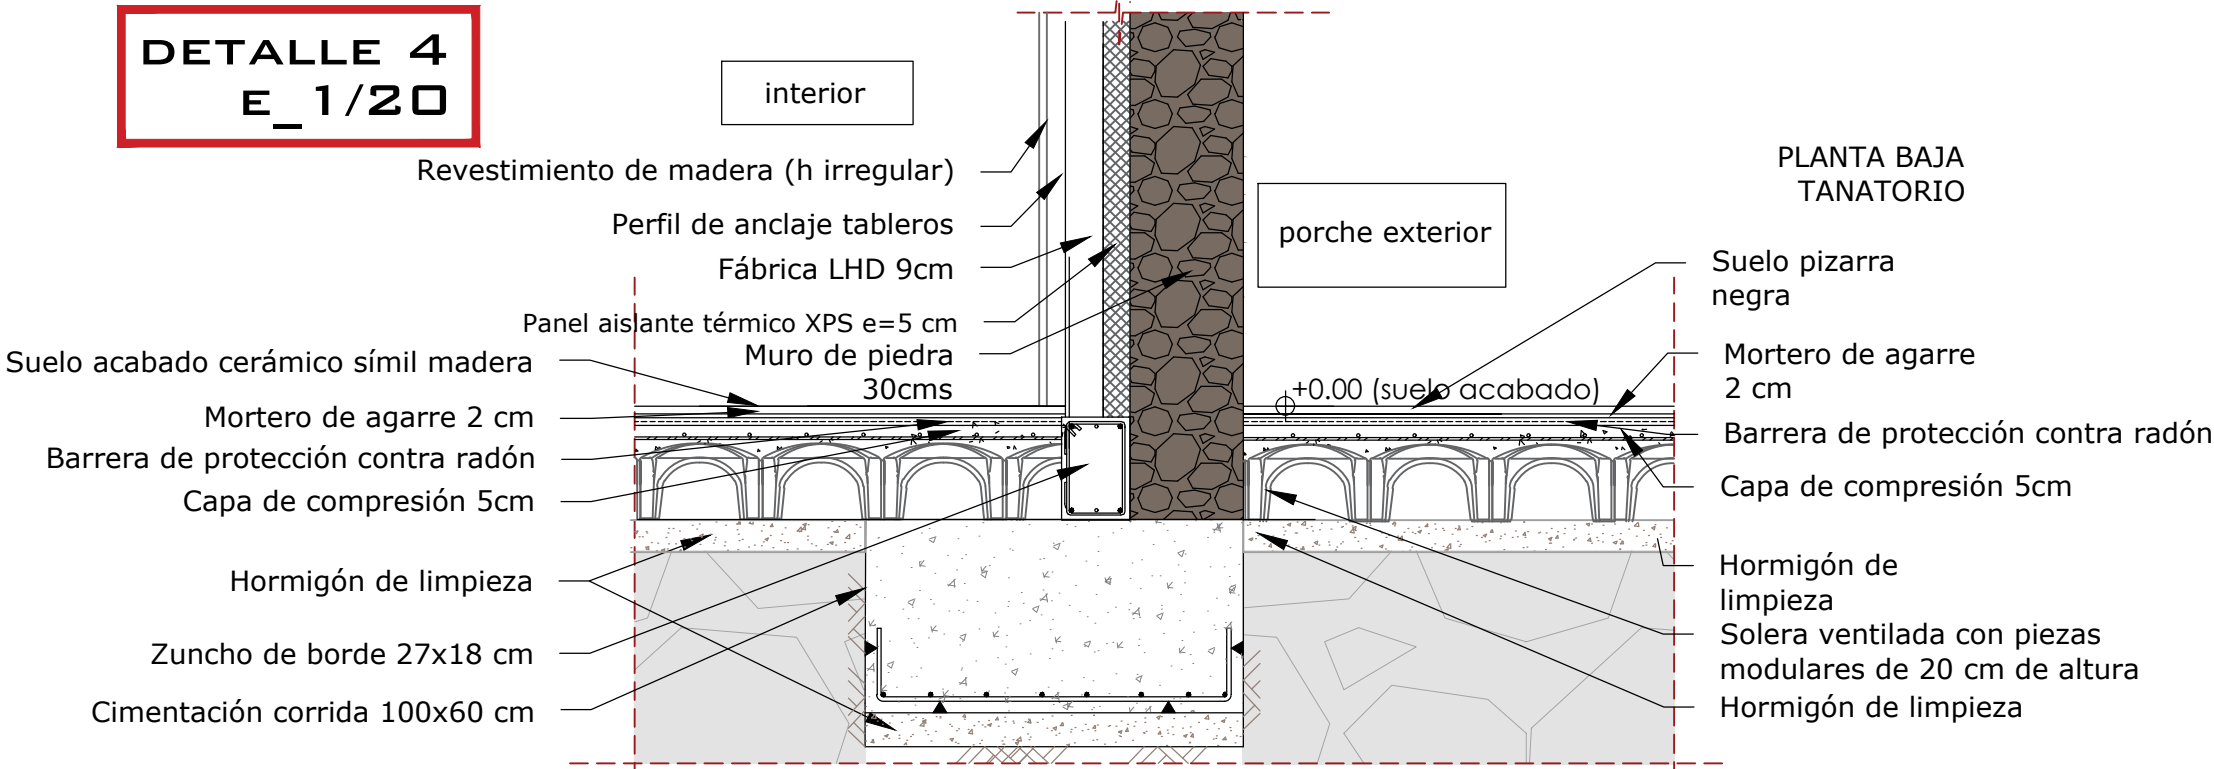 DETALLE 4
E_1/20
interior
Revestimiento de madera (h irregular)
Perfil de anclaje tableros
Fábrica LHD 9cm
Panel aislante térmico XPS e=5 cm
Muro de piedra
30cms
Suelo acabado cerámico símil madera
Mortero de agarre 2 cm
Barrera de protección contra radón
Capa de compresión 5cm
Hormigón de limpieza
Zuncho de borde 27x18 cm
Cimentación corrida 100x60 cm
porche exterior
+0.00 (suelo acabado)
PLANTA BAJA
TANATORIO
Suelo pizarra
negra
Mortero de agarre
2 cm
Barrera de protección contra radón
Capa de compresión 5cm
Hormigón de
limpieza
Solera ventilada con piezas
modulares de 20 cm de altura
Hormigón de limpieza